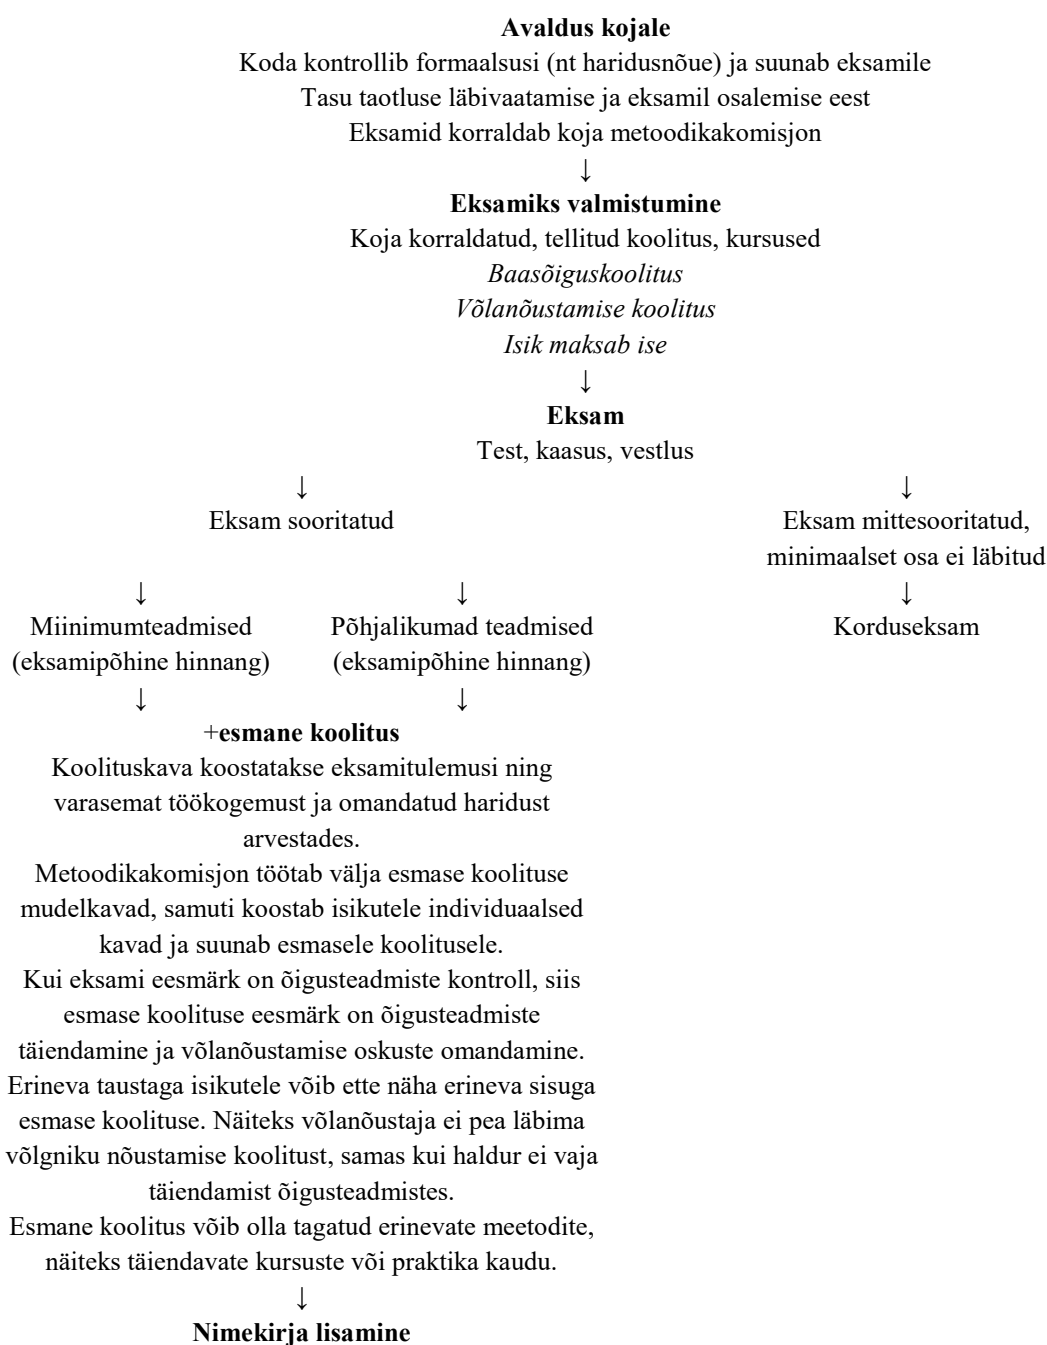 Avaldus kojale
Koda kontrollib formaalsusi (nt haridusnõue) ja suunab eksamile
Tasu taotluse läbivaatamise ja eksamil osalemise eest
Eksamid korraldab koja metoodikakomisjon
↓
Eksamiks valmistumine
Koja korraldatud, tellitud koolitus, kursused
Baasõiguskoolitus
Võlanõustamise koolitus
Isik maksab ise
↓
Eksam
Test, kaasus, vestlus
↓ ↓
Eksam sooritatud
Eksam mittesooritatud,
minimaalset osa ei läbitud
↓ ↓ ↓
Miinimumteadmised
(eksamipõhine hinnang)
Põhjalikumad teadmised
(eksamipõhine hinnang)
Korduseksam
↓ ↓
+esmane koolitus
Koolituskava koostatakse eksamitulemusi ning
varasemat töökogemust ja omandatud haridust
arvestades.
Metoodikakomisjon töötab välja esmase koolituse
mudelkavad, samuti koostab isikutele individuaalsed
kavad ja suunab esmasele koolitusele.
Kui eksami eesmärk on õigusteadmiste kontroll, siis
esmase koolituse eesmärk on õigusteadmiste
täiendamine ja võlanõustamise oskuste omandamine.
Erineva taustaga isikutele võib ette näha erineva sisuga
esmase koolituse. Näiteks võlanõustaja ei pea läbima
võlgniku nõustamise koolitust, samas kui haldur ei vaja
täiendamist õigusteadmistes.
Esmane koolitus võib olla tagatud erinevate meetodite,
näiteks täiendavate kursuste või praktika kaudu.
↓
Nimekirja lisamine